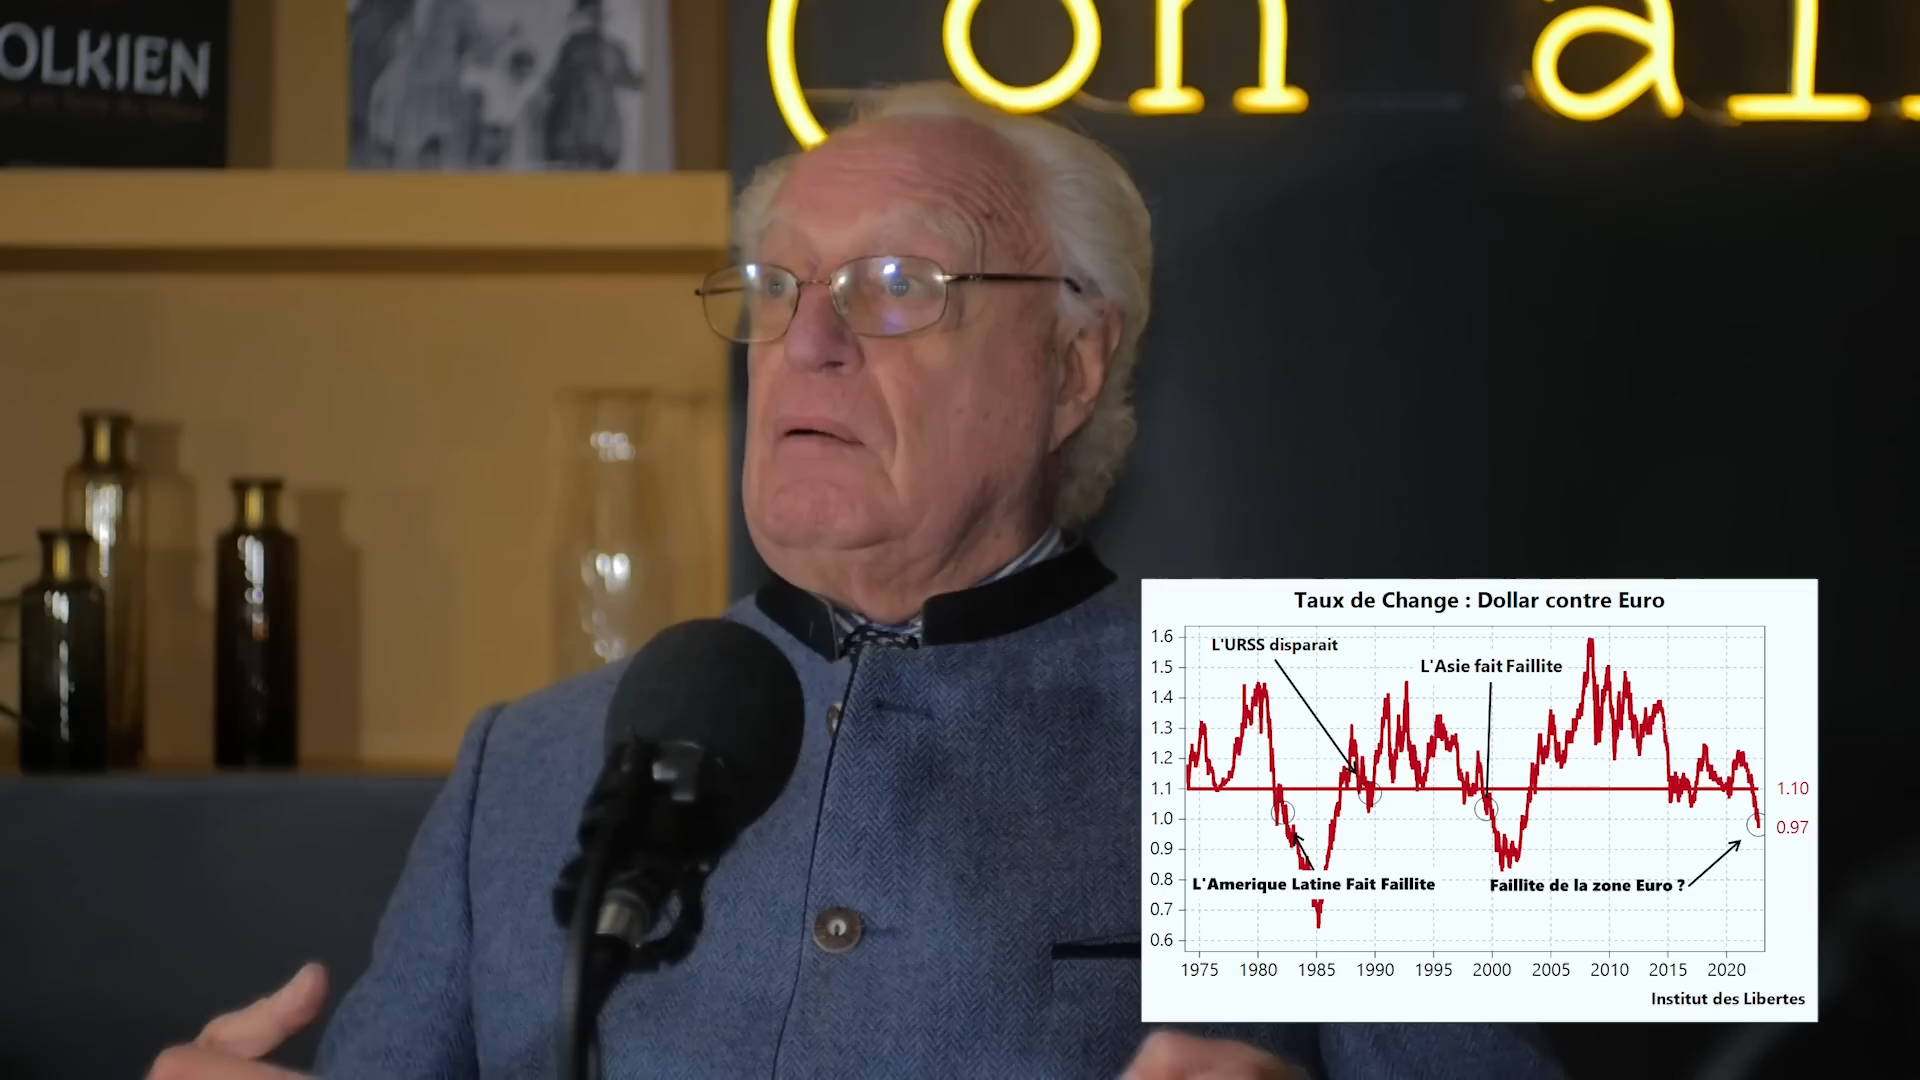 OLKIEN
(on a
Taux de Change : Dollar contre Euro
L'URSS disparait
L'Asie fait Faillite
L'Amerique Latine Fait Faillite
Faillite de la zone Euro ?
1.6
1.5
1.4
1.3
1.2
1.1
1.0
0.9
0.8
0.7
0.6
1.10
0.97
1975 1980 1985 1990 1995 2000 2005 2010 2015 2020
Institut des Libertes